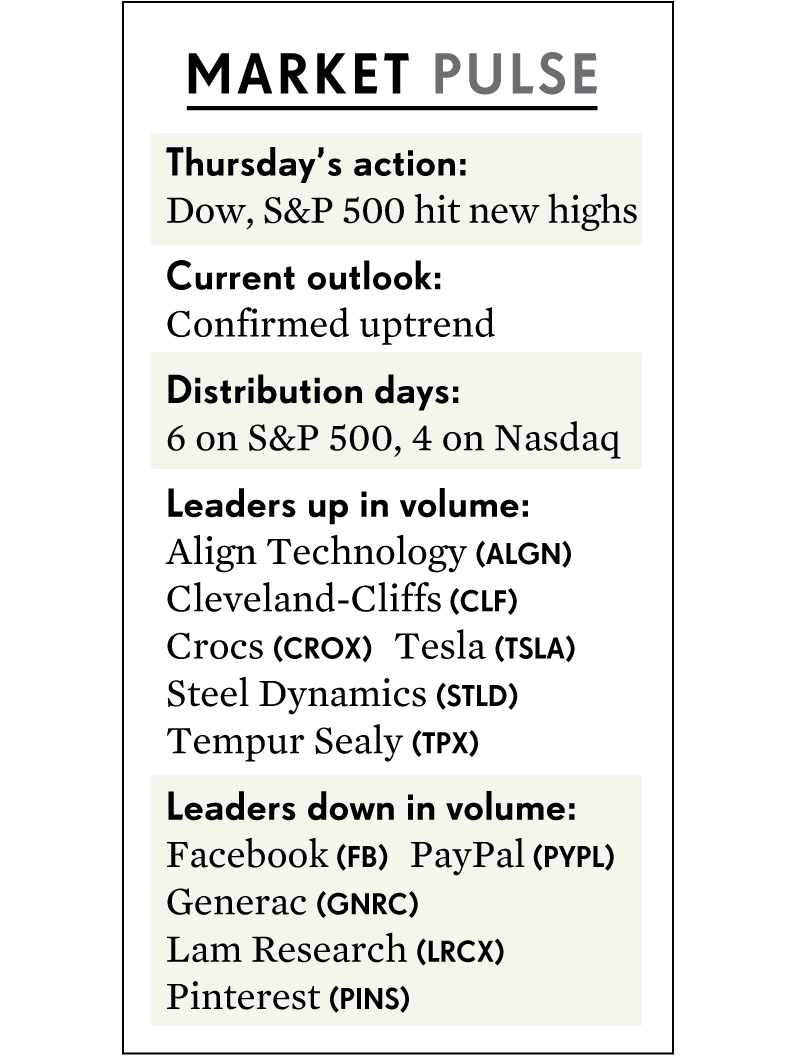 MARKET PULSE
Thursday’s action:
Dow, S&P 500 hit new highs
Current outlook:
Confirmed uptrend
Distribution days:
6 on S&P 500, 4 on Nasdaq
Leaders up in volume:
Align Technology (ALGN)
Cleveland-Cliffs (CLF)
Crocs (CROX) Tesla (TSLA)
Steel Dynamics (STLD)
Tempur Sealy (TPX)
Leaders down in volume:
Facebook (FB) PayPal (PYPL)
Generac (GNRC)
Lam Research (LRCX)
Pinterest (PINS)